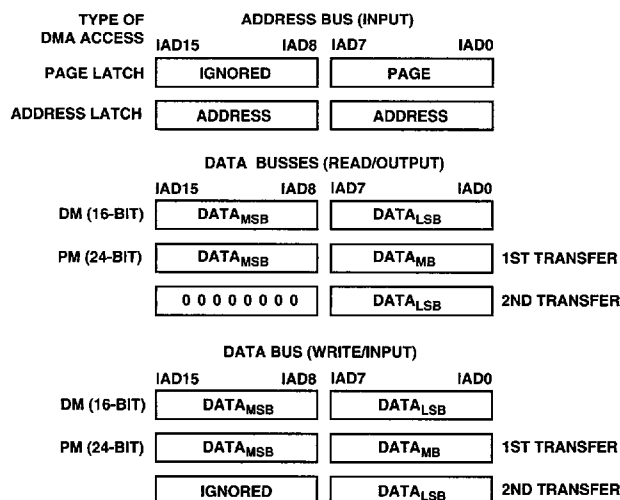 TYPE OF DMA ACCESS
ADDRESS BUS (INPUT)
IAD15 IAD8 IAD7 IAD0
PAGE LATCH IGNORED PAGE
ADDRESS LATCH ADDRESS ADDRESS
DATA BUSSES (READ/OUTPUT)
IAD15 IAD8 IAD7 IAD0
DM (16-BIT) DATAMSB DATALSB
PM (24-BIT) DATAMSB DATAMB 1ST TRANSFER
0 0 0 0 0 0 0 0 DATALSB 2ND TRANSFER
DATA BUS (WRITE/INPUT)
IAD15 IAD8 IAD7 IAD0
DM (16-BIT) DATAMSB DATALSB
PM (24-BIT) DATAMSB DATAMB 1ST TRANSFER
IGNORED DATALSB 2ND TRANSFER